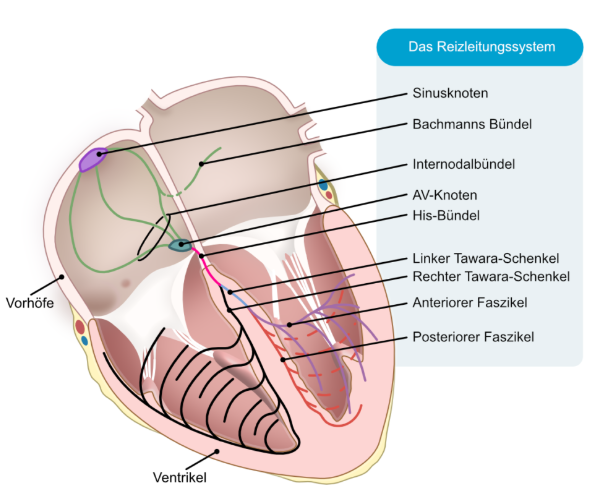 Das Reizleitungssystem
Sinusknoten
Bachmanns Bündel
Internodalbündel
AV-Knoten
His-Bündel
Linker Tawara-Schenkel
Rechter Tawara-Schenkel
Anteriorer Faszikel
Posteriorer Faszikel
Vorhöfe
Ventrikel